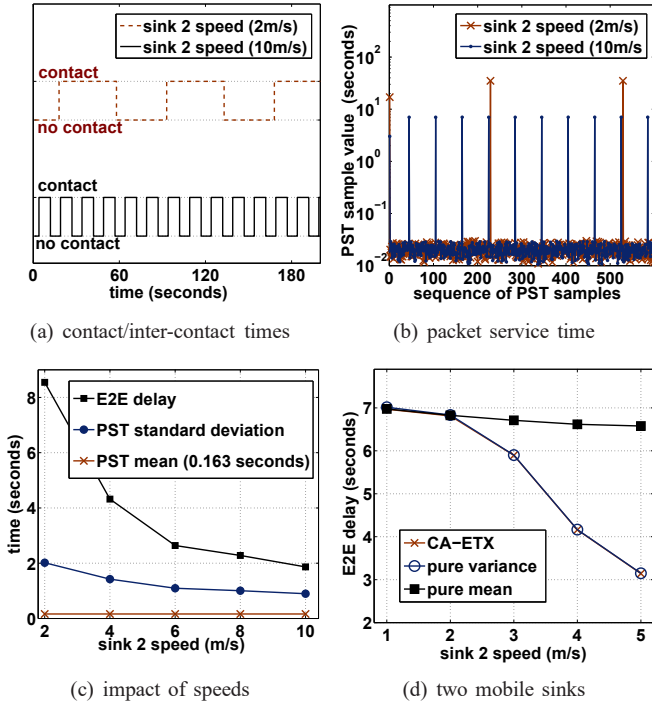 sink 2 speed (2m/s)
sink 2 speed (10m/s)
contact
no contact
contact
no contact
0 60 120 180
time (seconds)
(a) contact/inter-contact times
sink 2 speed (2m/s)
sink 2 speed (10m/s
PST sample value (seconds)
10^2
10^1
10^0
10^-1
10^-2
0 100 200 300 400 500
sequence of PST samples
(b) packet service time
E2E delay
PST standard deviation
PST mean (0.163 seconds)
time (seconds)
8
6
4
2
0
2 4 6 8 10
sink 2 speed (m/s)
(c) impact of speeds
E2E delay (seconds)
7
6
5
4
3
2
CA-ETX
pure variance
pure mean
1 2 3 4 5
sink 2 speed (m/s)
(d) two mobile sinks